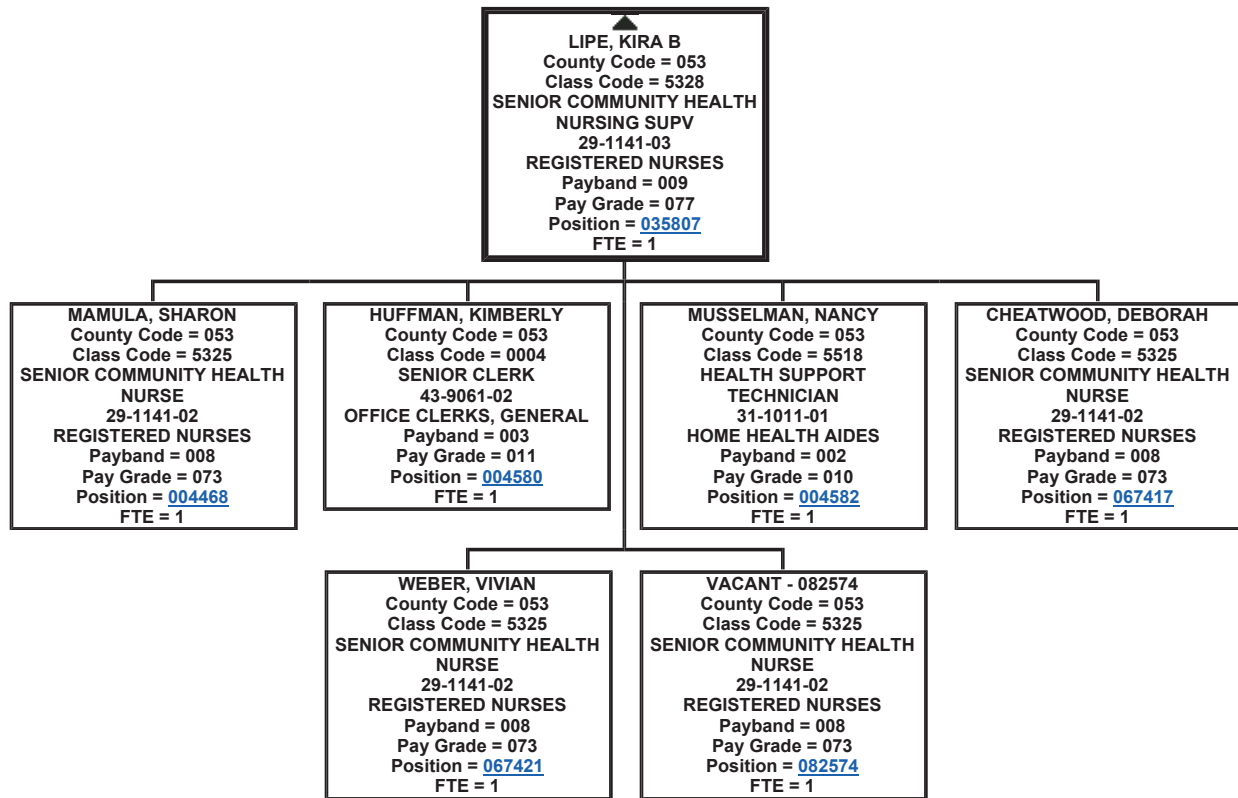 LIPE, KIRA B
County Code = 053
Class Code = 5328
SENIOR COMMUNITY HEALTH
NURSING SUPV
29-1141-03
REGISTERED NURSES
Payband = 009
Pay Grade = 077
Position = 035807
FTE = 1
MAMULA, SHARON
County Code = 053
Class Code = 5325
SENIOR COMMUNITY HEALTH
NURSE
29-1141-02
REGISTERED NURSES
Payband = 008
Pay Grade = 073
Position = 004468
FTE = 1
HUFFMAN, KIMBERLY
County Code = 053
Class Code = 0004
SENIOR CLERK
43-9061-02
OFFICE CLERKS, GENERAL
Payband = 003
Pay Grade = 011
Position = 004580
FTE = 1
MUSSELMAN, NANCY
County Code = 053
Class Code = 5518
HEALTH SUPPORT
TECHNICIAN
31-1011-01
HOME HEALTH AIDES
Payband = 002
Pay Grade = 010
Position = 004582
FTE = 1
CHEATWOOD, DEBORAH
County Code = 053
Class Code = 5325
SENIOR COMMUNITY HEALTH
NURSE
29-1141-02
REGISTERED NURSES
Payband = 008
Pay Grade = 073
Position = 067417
FTE = 1
WEBER, VIVIAN
County Code = 053
Class Code = 5325
SENIOR COMMUNITY HEALTH
NURSE
29-1141-02
REGISTERED NURSES
Payband = 008
Pay Grade = 073
Position = 067421
FTE = 1
VACANT - 082574
County Code = 053
Class Code = 5325
SENIOR COMMUNITY HEALTH
NURSE
29-1141-02
REGISTERED NURSES
Payband = 008
Pay Grade = 073
Position = 082574
FTE = 1